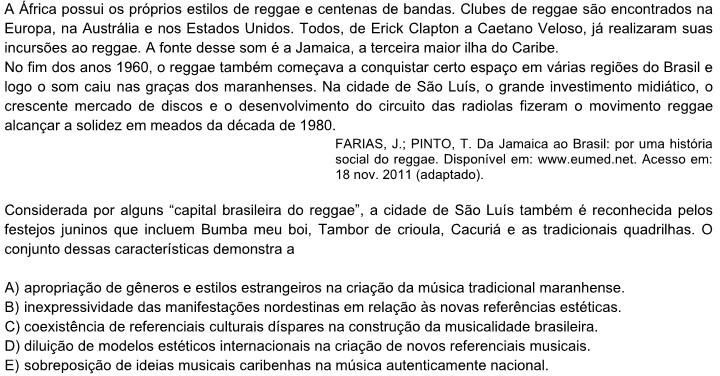 A África possui os próprios estilos de reggae e centenas de bandas. Clubes de reggae são encontrados na
Europa, na Austrália e nos Estados Unidos. Todos, de Erick Clapton a Caetano Veloso, já realizaram suas
incursões ao reggae. A fonte desse som é a Jamaica, a terceira maior ilha do Caribe.
No fim dos anos 1960, o reggae também começava a conquistar certo espaço em várias regiões do Brasil e
logo o som caiu nas graças dos maranhenses. Na cidade de São Luís, o grande investimento midiático, o
crescente mercado de discos e o desenvolvimento do circuito das radiolas fizeram o movimento reggae
alcançar a solidez em meados da década de 1980.
FARIAS, J.; PINTO, T. Da Jamaica ao Brasil: por uma história
social do reggae. Disponível em: www.eumed.net. Acesso em:
18 nov. 2011 (adaptado).
Considerada por alguns “capital brasileira do reggae”, a cidade de São Luís também é reconhecida pelos
festejos juninos que incluem Bumba meu boi, Tambor de crioula, Cacuriá e as tradicionais quadrilhas. O
conjunto dessas características demonstra a
A) apropriação de gêneros e estilos estrangeiros na criação da música tradicional maranhense.
B) inexpressividade das manifestações nordestinas em relação às novas referências estéticas.
C) coexistência de referenciais culturais díspares na construção da musicalidade brasileira.
D) diluição de modelos estéticos internacionais na criação de novos referenciais musicais.
E) sobreposição de ideias musicais caribenhas na música autenticamente nacional.